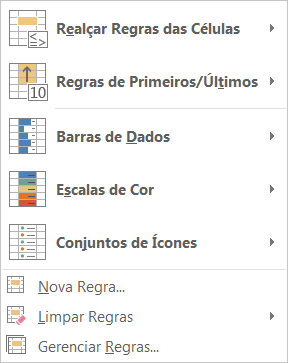 Realçar Regras das Células
Regras de Primeiros/Últimos
10
Barras de Dados
Escalas de Cor
Conjuntos de Ícones
Nova Regra...
Limpar Regras
Gerenciar Regras...